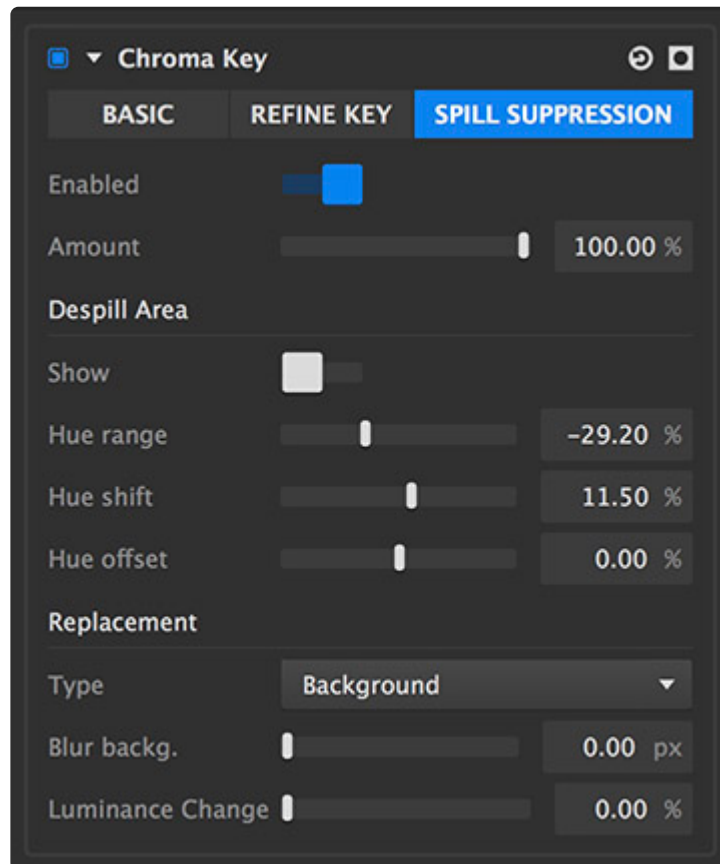 Chroma Key
BASIC REFINE KEY SPILL SUPPRESSION
Enabled
Amount 100.00 %
Despill Area
Show
Hue range -29.20 %
Hue shift 11.50 %
Hue offset 0.00 %
Replacement
Type Background
Blur backg. 0.00 px
Luminance Change 0.00 %